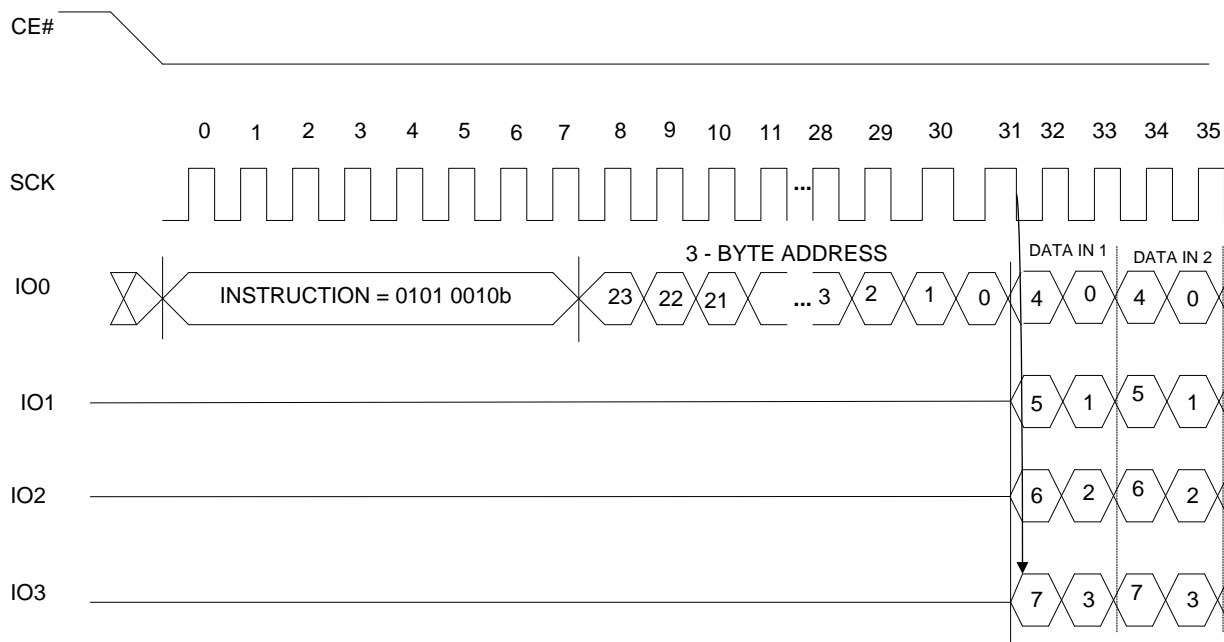 CE#
0 1 2 3 4 5 6 7 8 9 10 11 28 29 30 31 32 33 34 35
SCK ...
3 - BYTE ADDRESS DATA IN 1 DATA IN 2
IO0 INSTRUCTION = 0101 0010b 23 22 21 ... 3 2 1 0 4 0 4 0
IO1 5 1 5 1
IO2 6 2 6 2
IO3 7 3 7 3